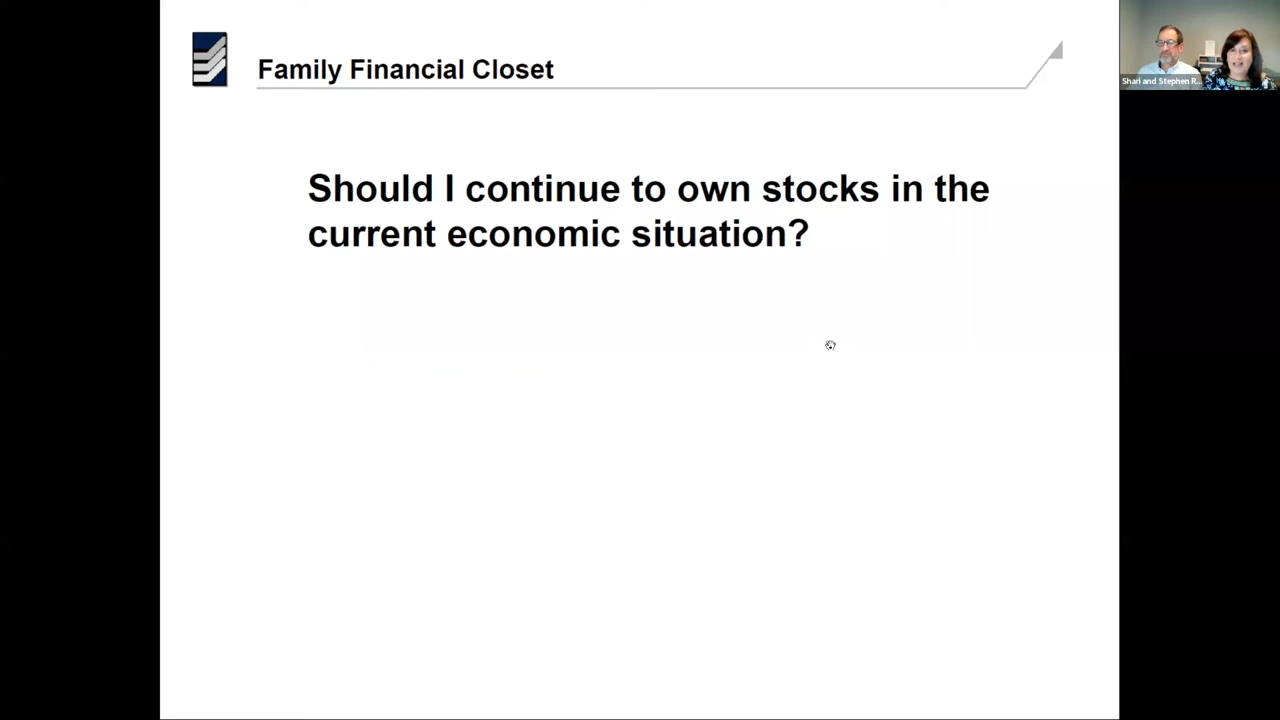 Family Financial Closet
Shari and Stephen R...
Should I continue to own stocks in the
current economic situation?